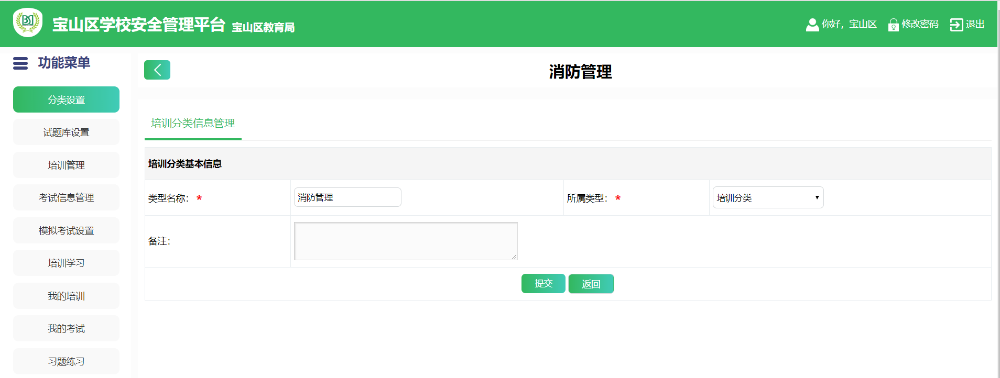 宝山区学校安全管理平台 宝山区教育局
你好，宝山区 修改密码 退出
功能菜单
消防管理
分类设置
试题库设置
培训管理
考试信息管理
模拟考试设置
培训学习
我的培训
我的考试
习题练习
培训分类信息管理
培训分类基本信息
类型名称： * 消防管理 所属类型： * 培训分类
备注：
提交 返回